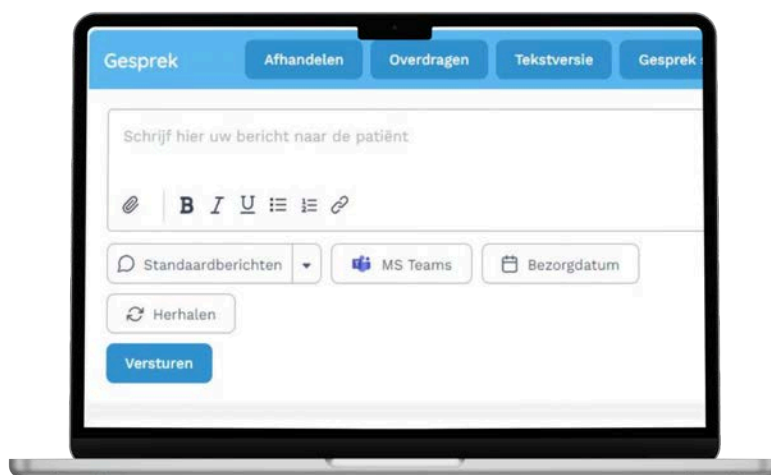 Gesprek Afhandelen Overdragen Tekstversie Gesprek
Schrijf hier uw bericht naar de patiënt
B I U
Standaardberichten MS Teams Bezorgdatum
Herhalen
Versturen